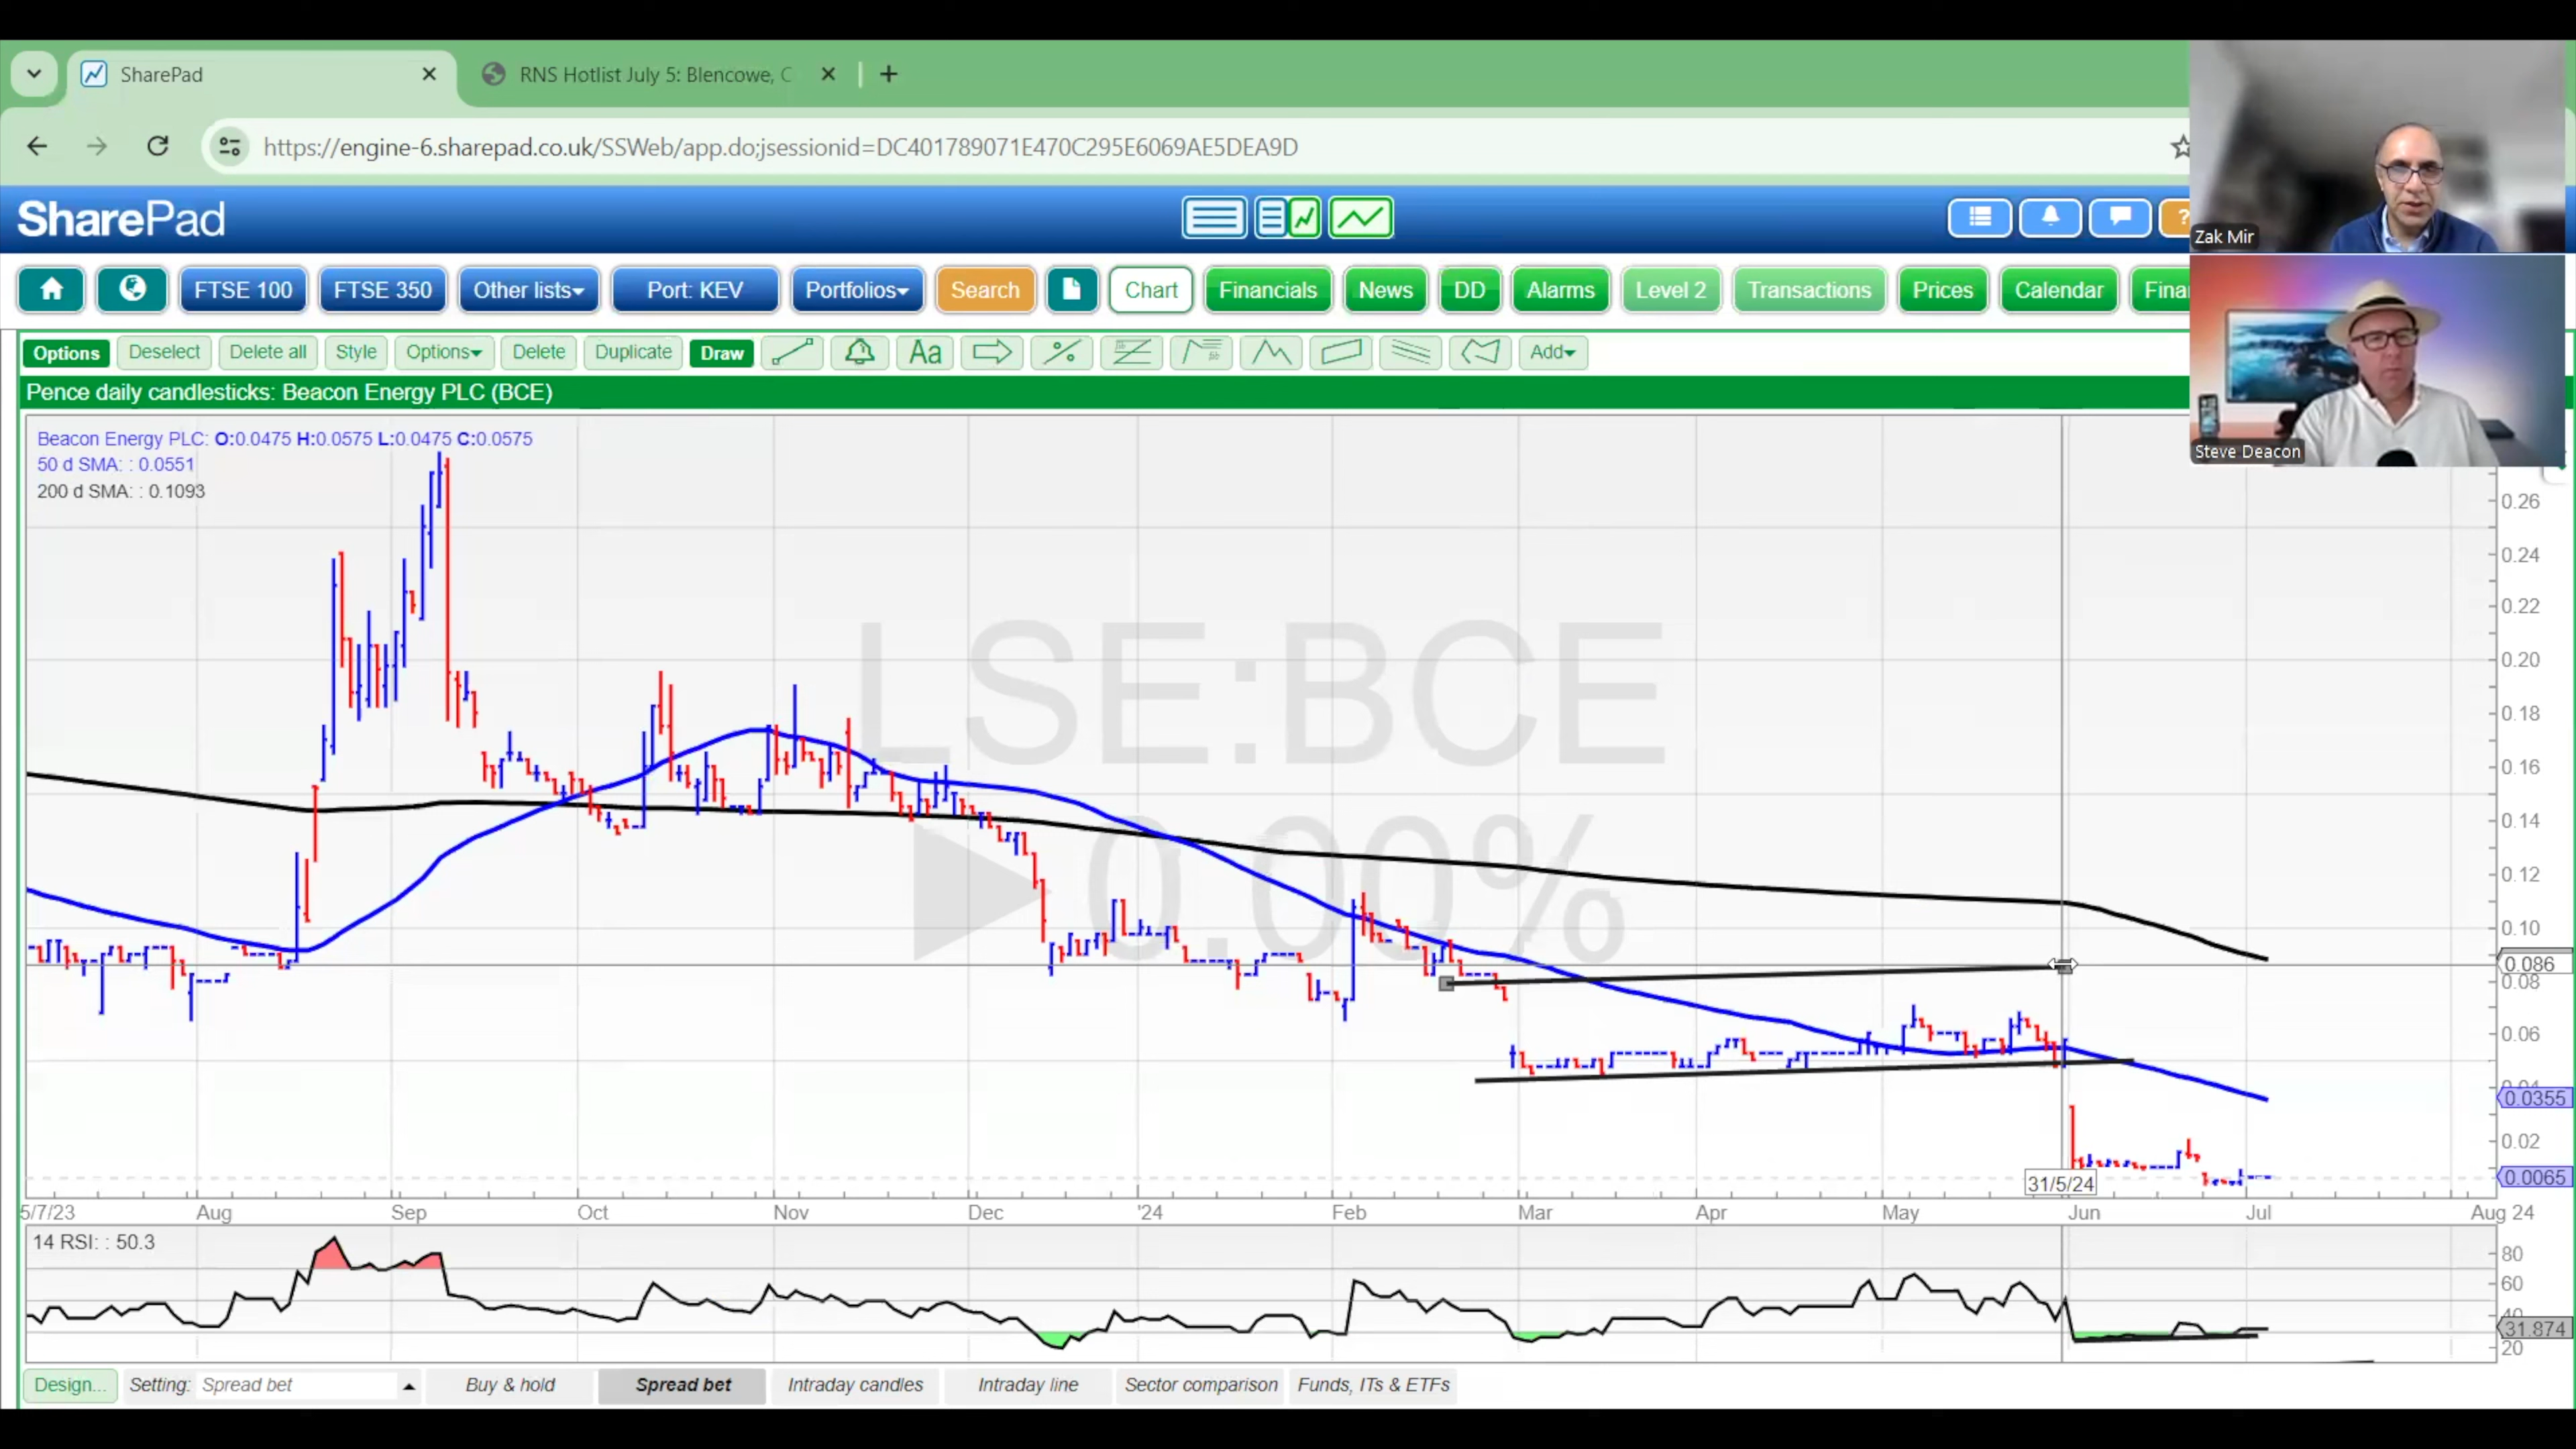 SharePad
RNS Hotlist July 5: Blencowe, C
https://engine-6.sharepad.co.uk/SSWeb/app.do;jsessionid=DC401789071E470C295E6069AE5DEA9D
SharePad
?
Zak Mir
FTSE 100 FTSE 350 Other lists Port: KEV Portfolios Search Chart Financials News DD Alarms Level 2 Transactions Prices Calendar Finan
Options Deselect Delete all Style Options Delete Duplicate Draw Aa % Add
Pence daily candlesticks: Beacon Energy PLC (BCE)
Steve Deacon
Beacon Energy PLC: O:0.0475 H:0.0575 L:0.0475 C:0.0575
50 d SMA: : 0.0551
200 d SMA: : 0.1093
LSE:BCE
0.00%
0.26
0.24
0.22
0.20
0.18
0.16
0.14
0.12
0.10
0.086
0.08
0.06
0.04
0.0355
0.02
0.0065
31/5/24
5/7/23 Aug Sep Oct Nov Dec '24 Feb Mar Apr May Jun Jul Aug 24
14 RSI: : 50.3
80
60
40
31.874
20
Design... Setting: Spread bet Buy & hold Spread bet Intraday candles Intraday line Sector comparison Funds, ITs & ETFs